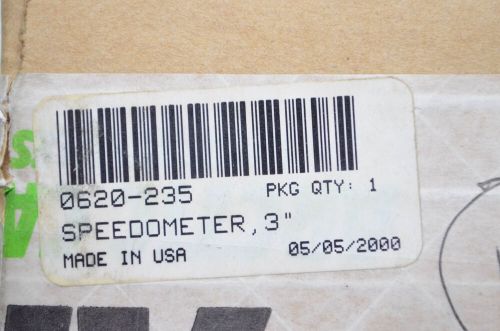 0620-235 PKG QTY: 1
SPEEDOMETER, 3"
MADE IN USA 05/05/2000